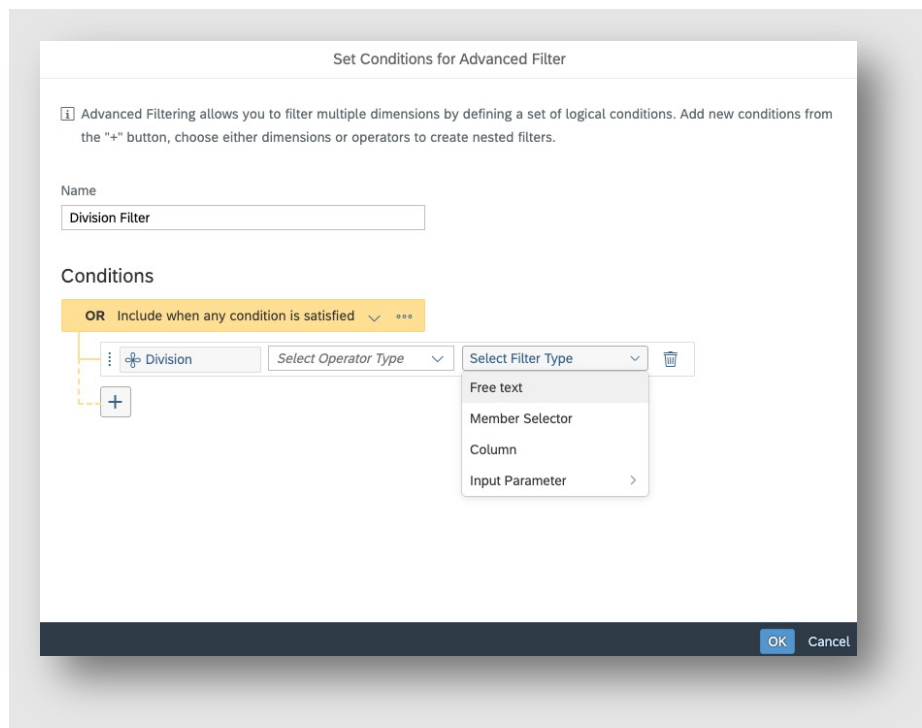 Set Conditions for Advanced Filter
i Advanced Filtering allows you to filter multiple dimensions by defining a set of logical conditions. Add new conditions from
the "+" button, choose either dimensions or operators to create nested filters.
Name
Division Filter
Conditions
OR Include when any condition is satisfied
Division Select Operator Type Select Filter Type
Free text
+
Member Selector
Column
Input Parameter
OK Cancel